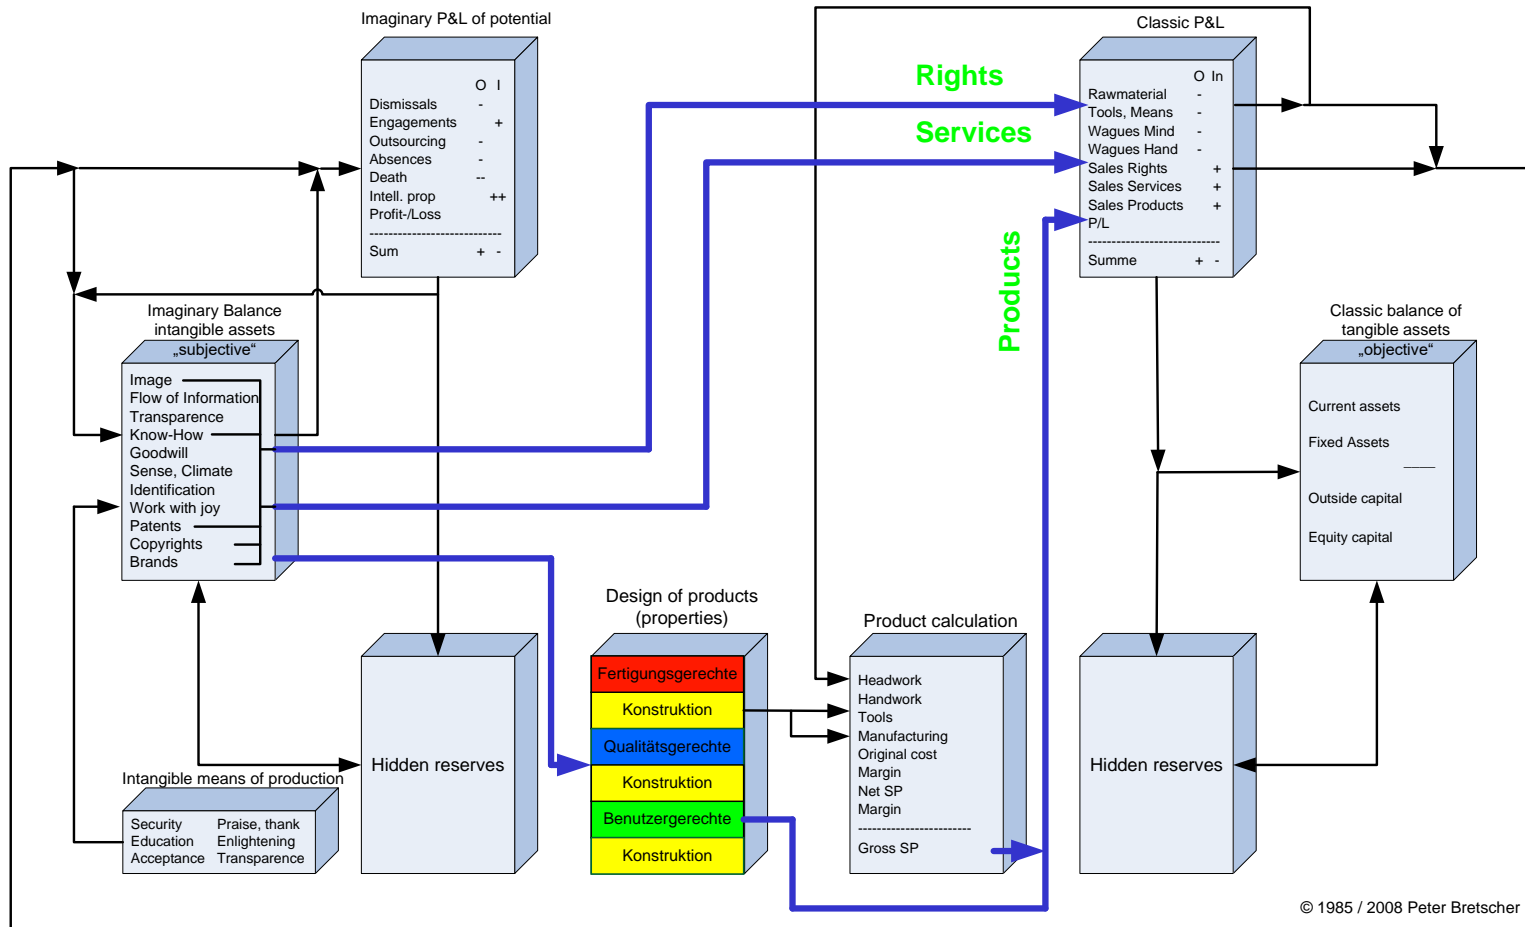 Imaginary P&L of potential
O I
Dismissals -
Engagements +
Outsourcing -
Absences -
Death --
Intell. prop ++
Profit-/Loss
----------------------------
Sum + -
Classic P&L
O In
Rawmaterial -
Tools, Means -
Wagues Mind -
Wagues Hand -
Sales Rights +
Sales Services +
Sales Products +
P/L
----------------------------
Summe + -
Rights
Services
Products
Imaginary Balance
intangible assets
„subjective“
Image
Flow of Information
Transparence
Know-How
Goodwill
Sense, Climate
Identification
Work with joy
Patents
Copyrights
Brands
Classic balance of
tangible assets
„objective“
Current assets
Fixed Assets
Outside capital
Equity capital
Intangible means of production
Security Praise, thank
Education Enlightening
Acceptance Transparence
Hidden reserves
Design of products
(properties)
Fertigungsgerechte
Konstruktion
Qualitätsgerechte
Konstruktion
Benutzergerechte
Konstruktion
Product calculation
Headwork
Handwork
Tools
Manufacturing
Original cost
Margin
Net SP
Margin
------------------------
Gross SP
Hidden reserves
© 1985 / 2008 Peter Bretscher